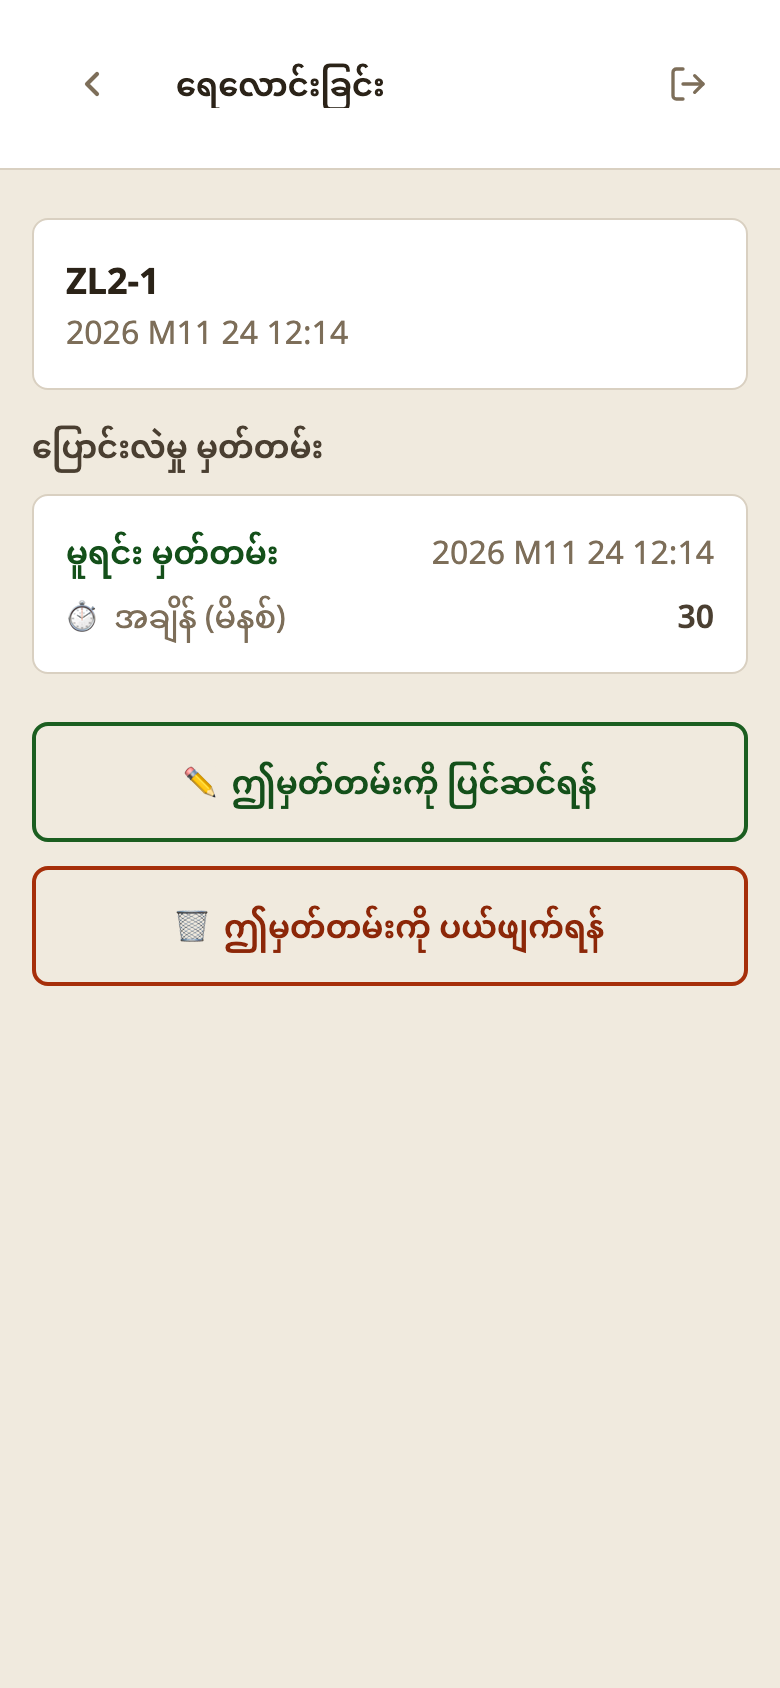 ရေလောင်းခြင်း
ZL2-1
2026 M11 24 12:14
ပြောင်းလဲမှု မှတ်တမ်း
မူရင်း မှတ်တမ်း 2026 M11 24 12:14
အချိန် (မိနစ်) 30
ဤမှတ်တမ်းကို ပြင်ဆင်ရန်
ဤမှတ်တမ်းကို ပယ်ဖျက်ရန်